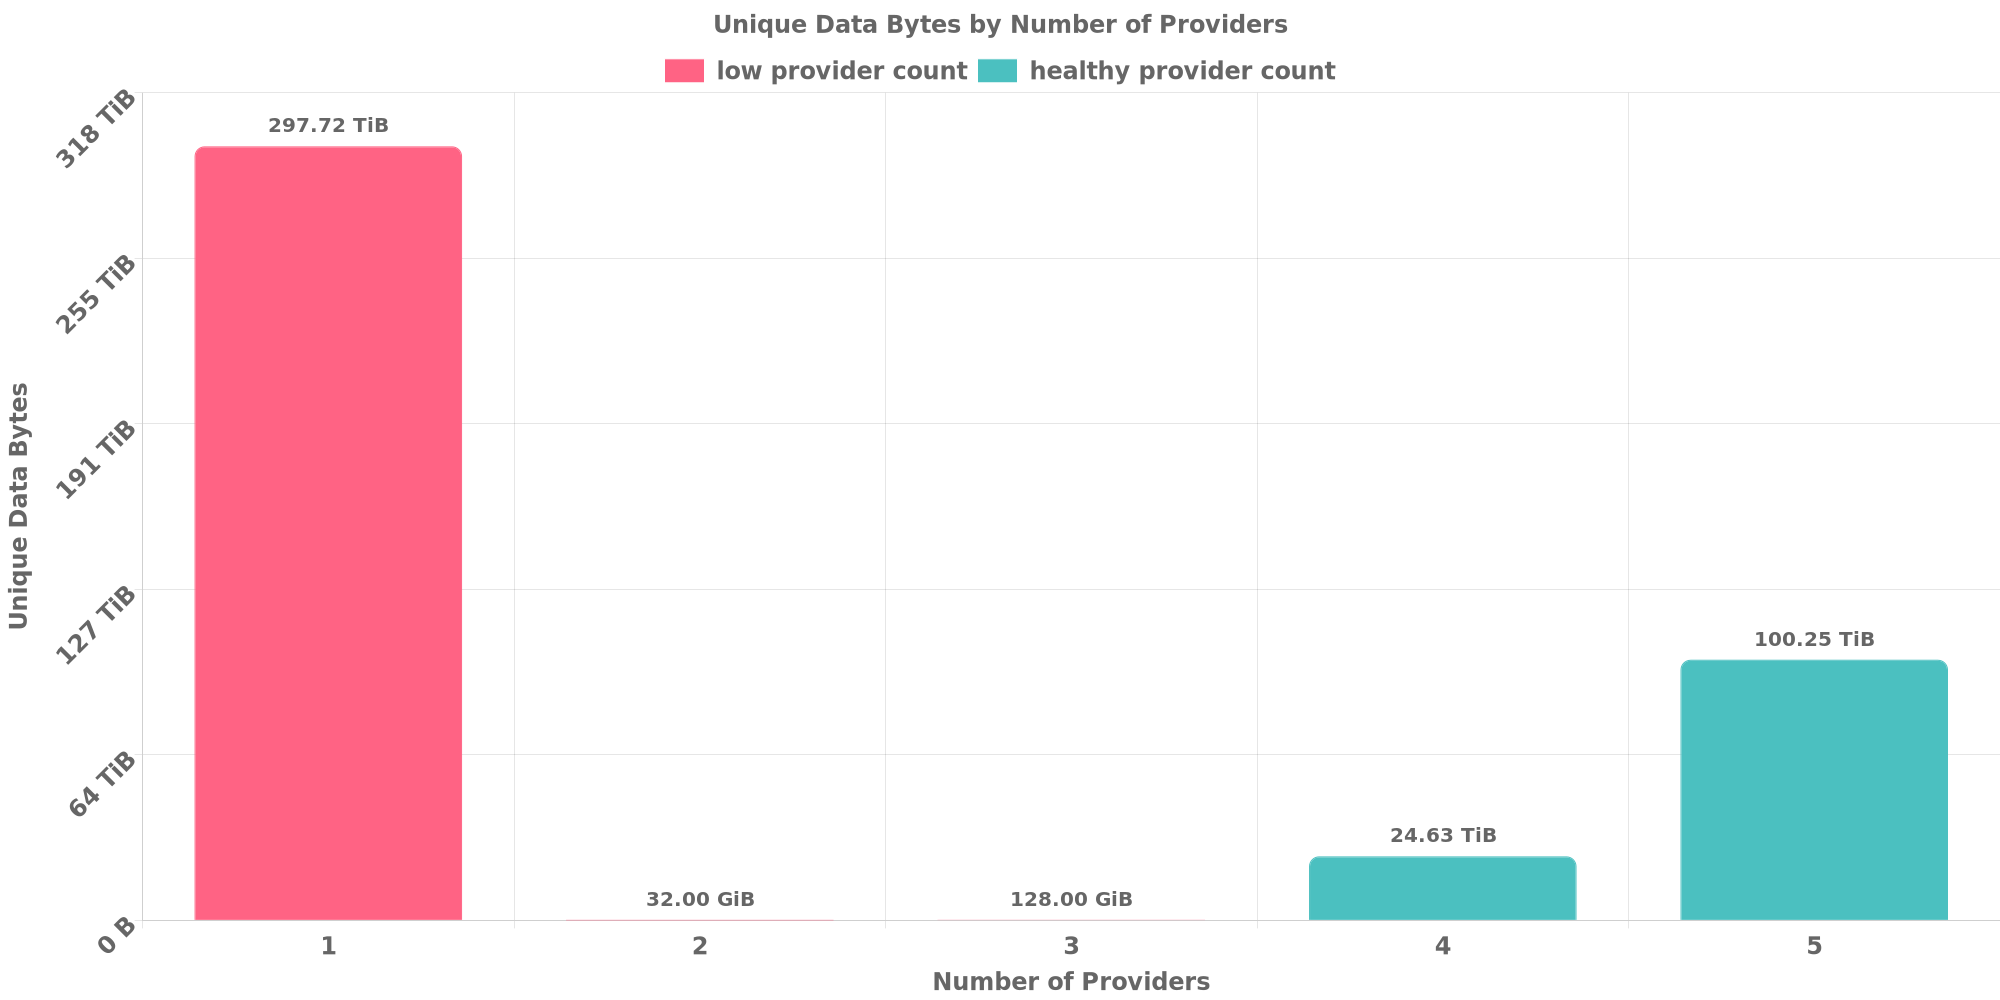 Unique Data Bytes by Number of Providers
low provider count
healthy provider count
318 TiB
255 TiB
191 TiB
127 TiB
64 TiB
0 B
Unique Data Bytes
297.72 TiB
32.00 GiB
128.00 GiB
24.63 TiB
100.25 TiB
1
2
3
4
5
Number of Providers